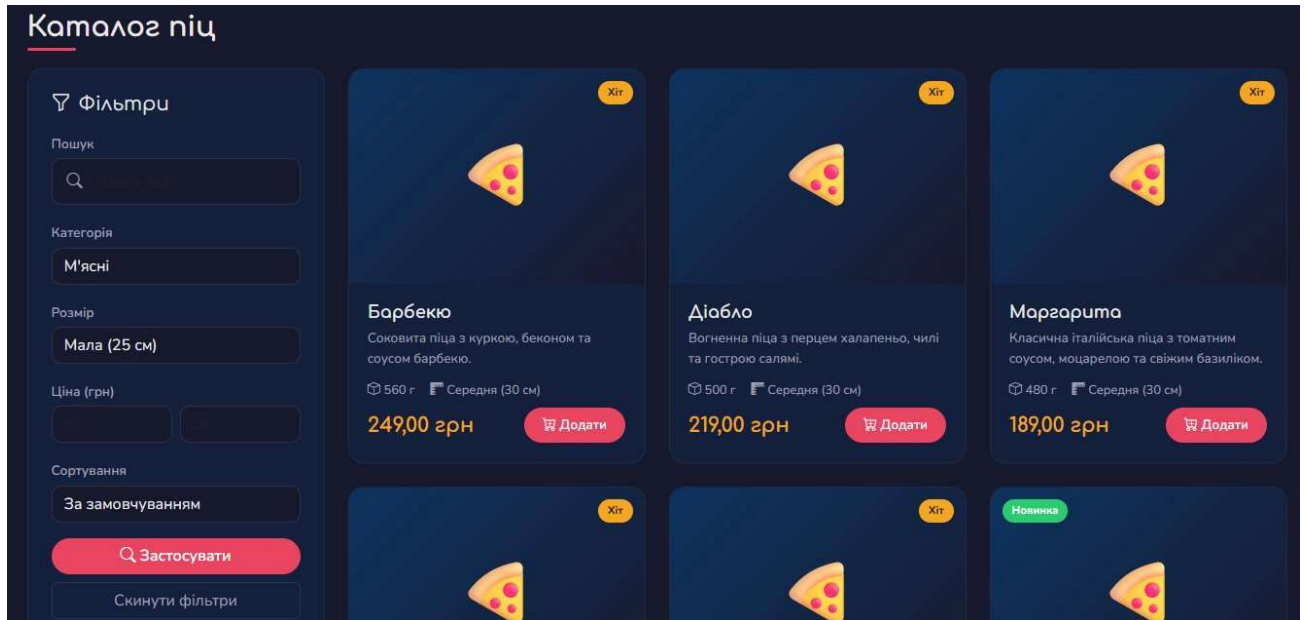 Каталог піц
Фільтри
Пошук
Категорія
М'ясні
Розмір
Мала (25 см)
Ціна (грн)
Сортування
За замовчуванням
Застосувати
Скинути фільтри
Хіт
Барбекю
Соковита піца з куркою, беконом та
соусом барбекю.
560 г Середня (30 см)
249,00 грн Додати
Хіт
Діабло
Вогненна піца з перцем халапеньо, чилі
та гострою салямі.
500 г Середня (30 см)
219,00 грн Додати
Хіт
Маргарита
Класична італійська піца з томатним
соусом, моцарелою та свіжим базиліком.
480 г Середня (30 см)
189,00 грн Додати
Хіт
Хіт
Новинка